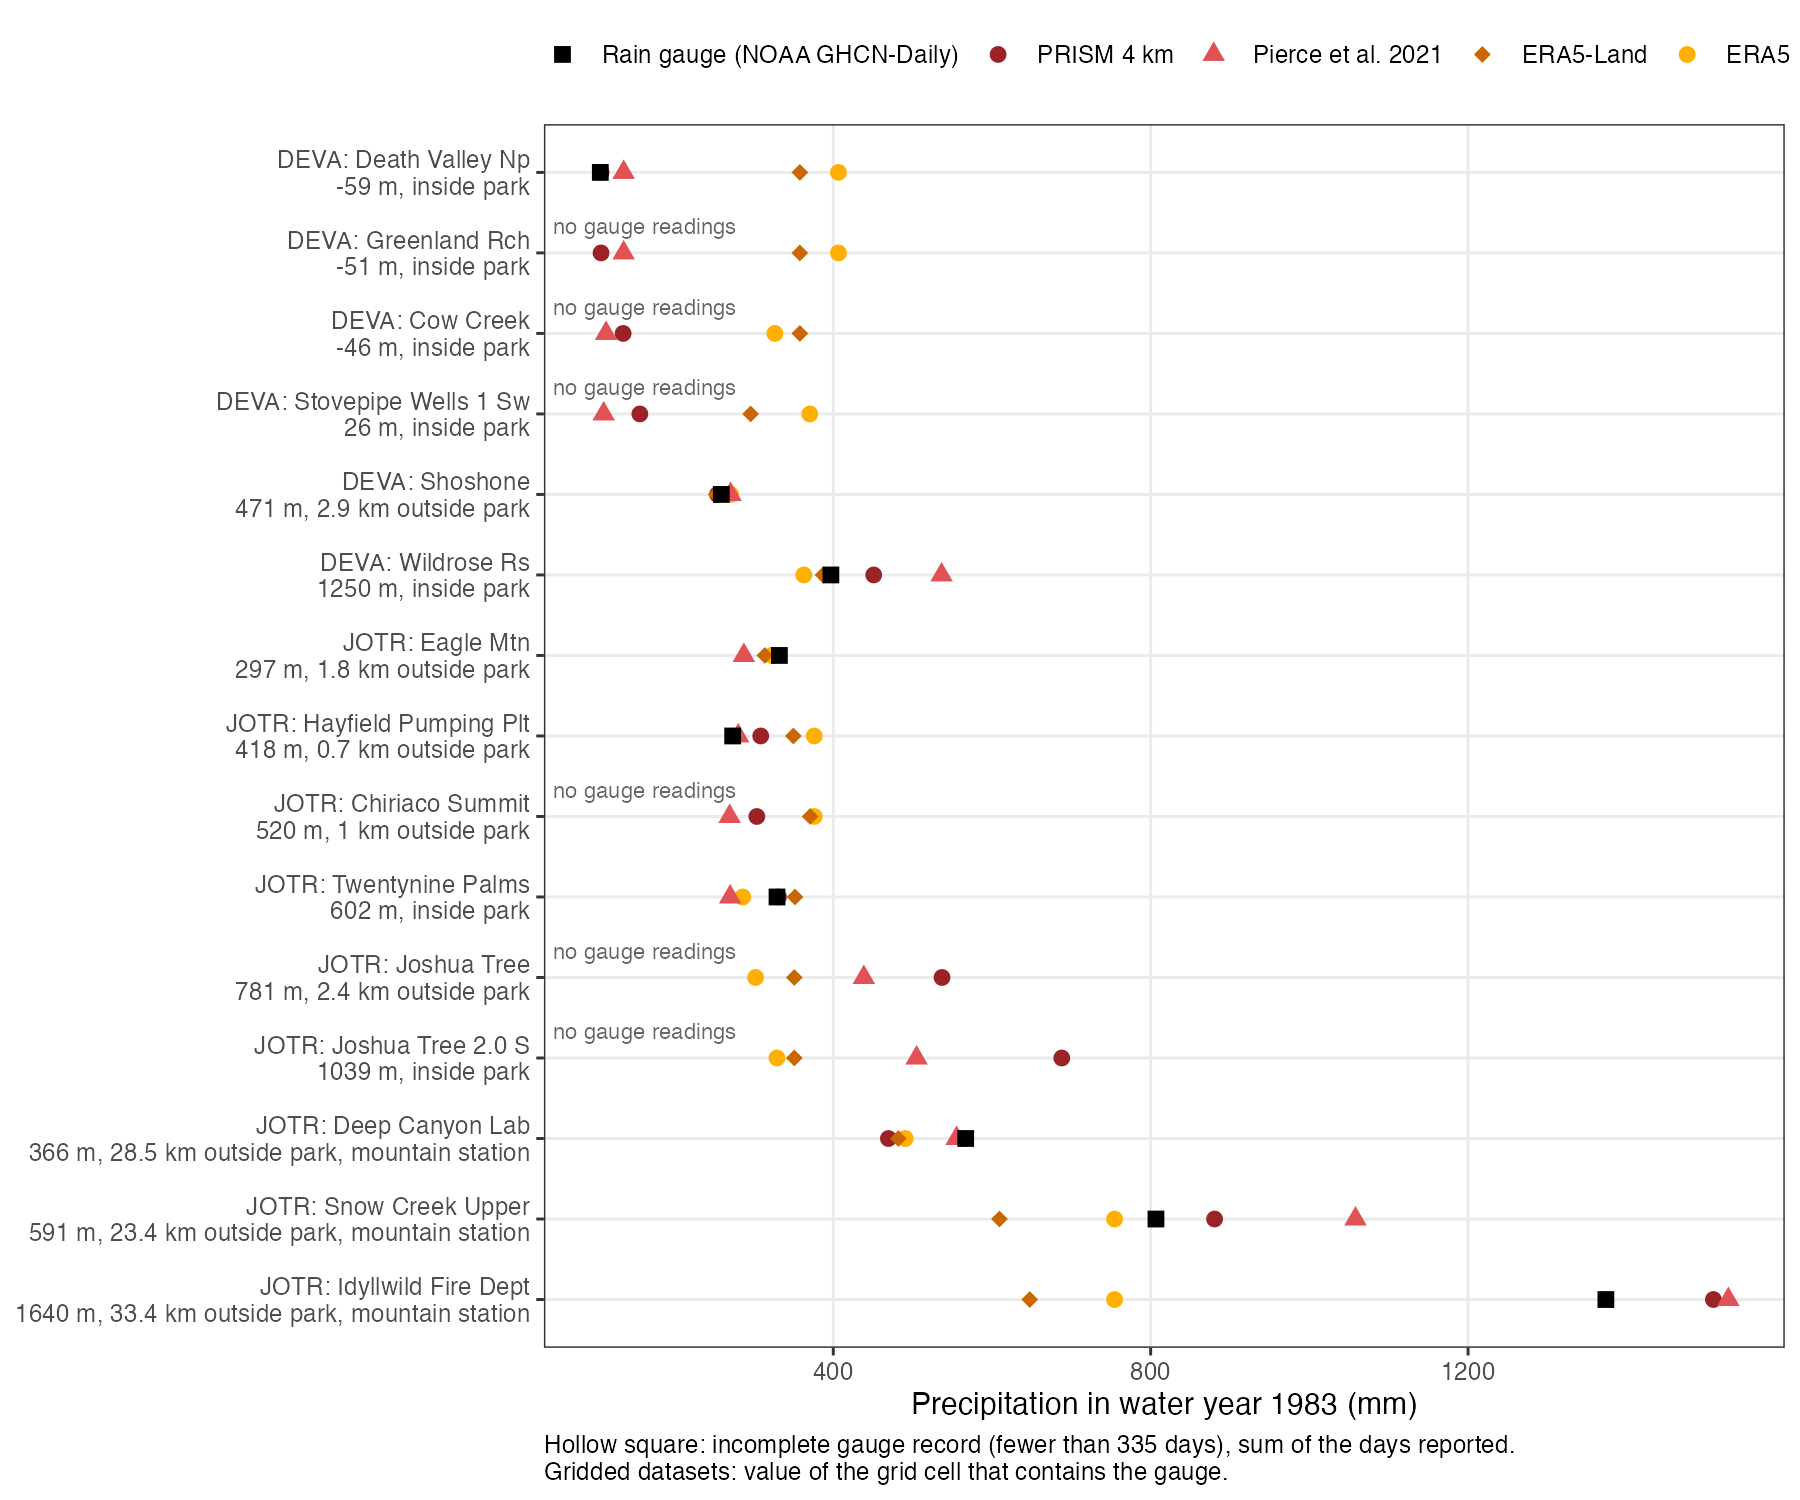 Rain gauge (NOAA GHCN-Daily) PRISM 4 km Pierce et al. 2021 ERA5-Land ERA5
DEVA: Death Valley Np
-59 m, inside park
no gauge readings
DEVA: Greenland Rch
-51 m, inside park
no gauge readings
DEVA: Cow Creek
-46 m, inside park
no gauge readings
DEVA: Stovepipe Wells 1 Sw
26 m, inside park
DEVA: Shoshone
471 m, 2.9 km outside park
DEVA: Wildrose Rs
1250 m, inside park
JOTR: Eagle Mtn
297 m, 1.8 km outside park
JOTR: Hayfield Pumping Plt
418 m, 0.7 km outside park
no gauge readings
JOTR: Chiriaco Summit
520 m, 1 km outside park
JOTR: Twentynine Palms
602 m, inside park
no gauge readings
JOTR: Joshua Tree
781 m, 2.4 km outside park
no gauge readings
JOTR: Joshua Tree 2.0 S
1039 m, inside park
JOTR: Deep Canyon Lab
366 m, 28.5 km outside park, mountain station
JOTR: Snow Creek Upper
591 m, 23.4 km outside park, mountain station
JOTR: Idyllwild Fire Dept
1640 m, 33.4 km outside park, mountain station
400 800 1200
Precipitation in water year 1983 (mm)
Hollow square: incomplete gauge record (fewer than 335 days), sum of the days reported.
Gridded datasets: value of the grid cell that contains the gauge.